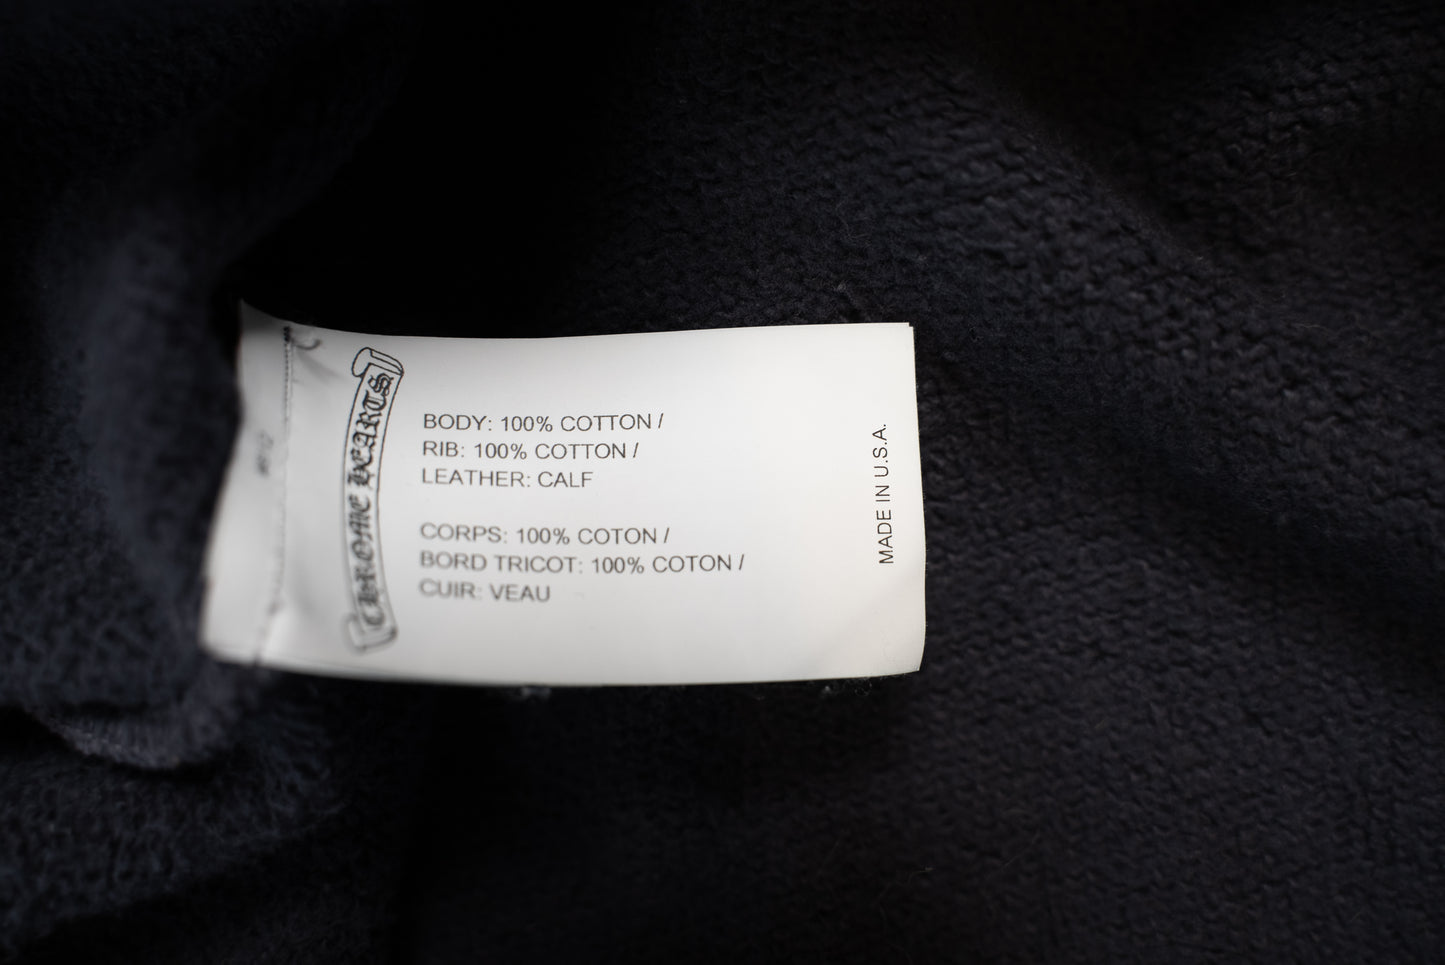 CHROME HEARTS
BODY: 100% COTTON /
RIB: 100% COTTON /
LEATHER: CALF
CORPS: 100% COTON /
BORD TRICOT: 100% COTON /
CUIR: VEAU
MADE IN U.S.A.